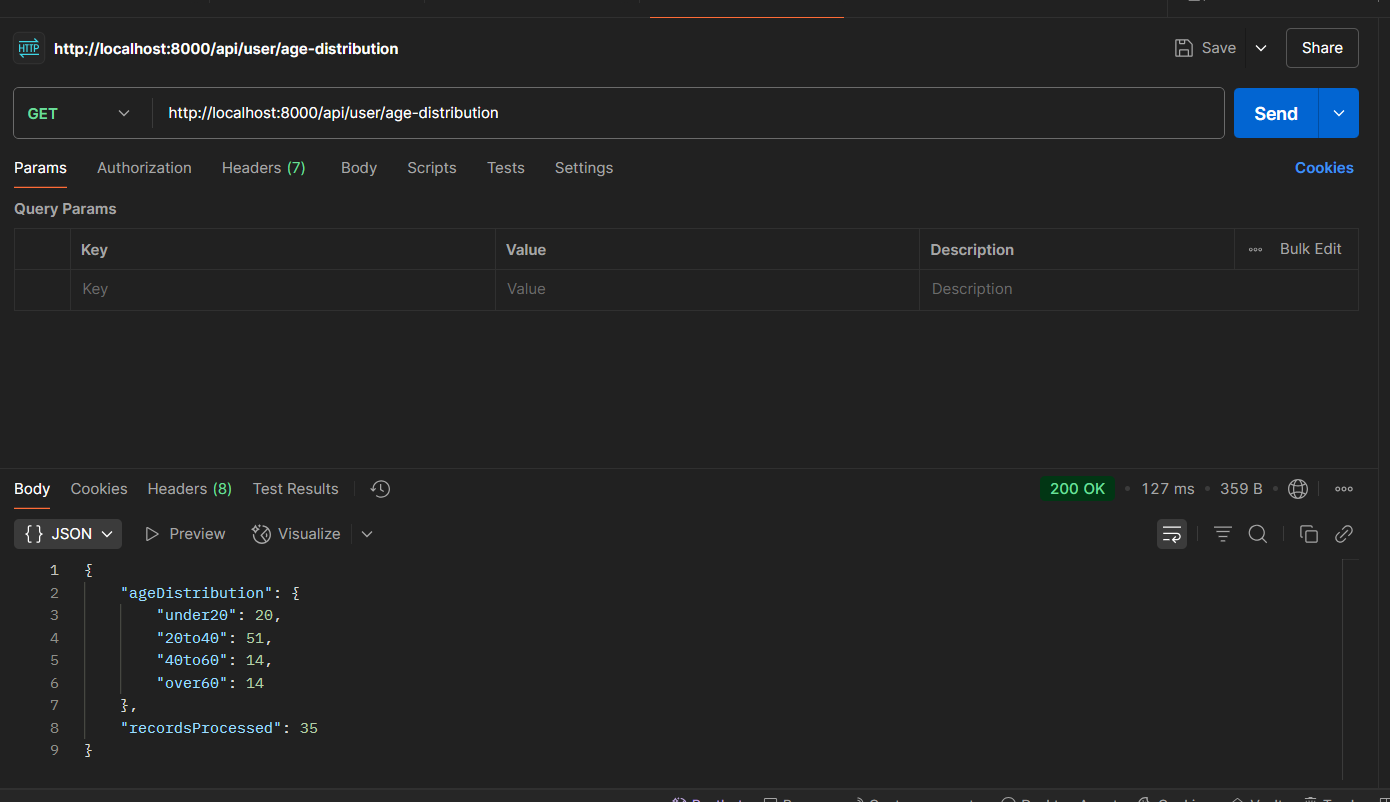 HTTP http://localhost:8000/api/user/age-distribution Save Share
GET http://localhost:8000/api/user/age-distribution Send
Params Authorization Headers (7) Body Scripts Tests Settings Cookies
Query Params
Key Value Description Bulk Edit
Key Value Description
Body Cookies Headers (8) Test Results 200 OK • 127 ms • 359 B •
{} JSON Preview Visualize
1 {
2 "ageDistribution": {
3 "under20": 20,
4 "20to40": 51,
5 "40to60": 14,
6 "over60": 14
7 },
8 "recordsProcessed": 35
9 }